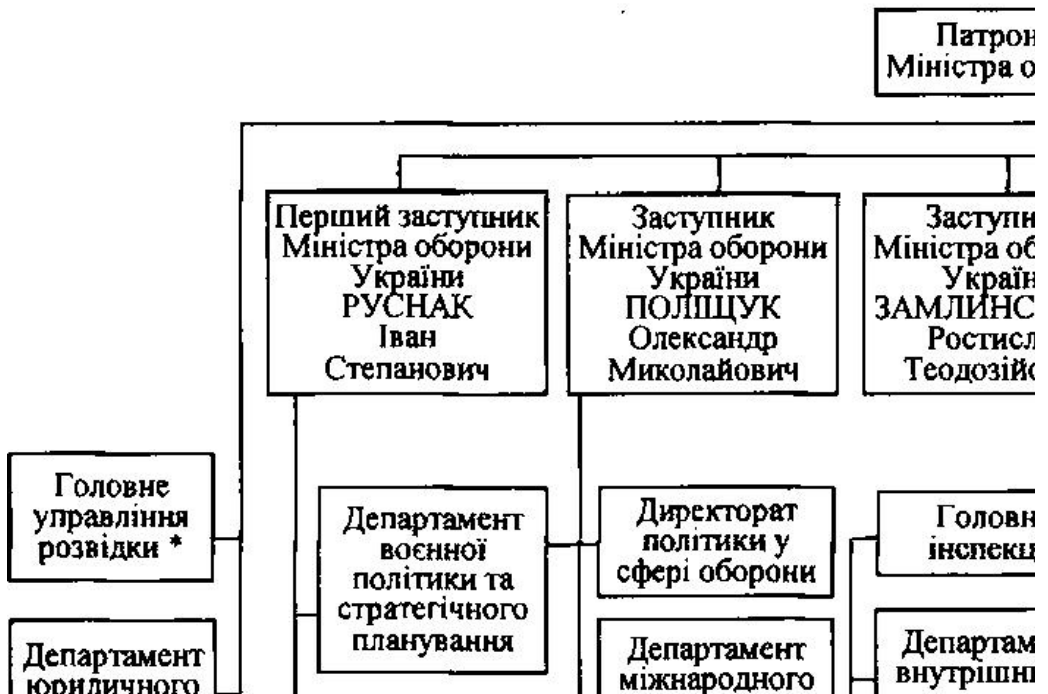 Патрон
Міністра о
Перший заступник
Міністра оборони
України
РУСНАК
Іван
Степанович
Заступник
Міністра оборони
України
ПОЛІЩУК
Олександр
Миколайович
Заступн
Міністра об
Україн
ЗАМЛИНС
Ростисл
Теодозійо
Головне
управління
розвідки *
Департамент
воєнної
політики та
стратегічного
планування
Директорат
політики у
сфері оборони
Головн
інспекц
Департамент
юридичного
Департамент
міжнародного
Департам
внутрішн